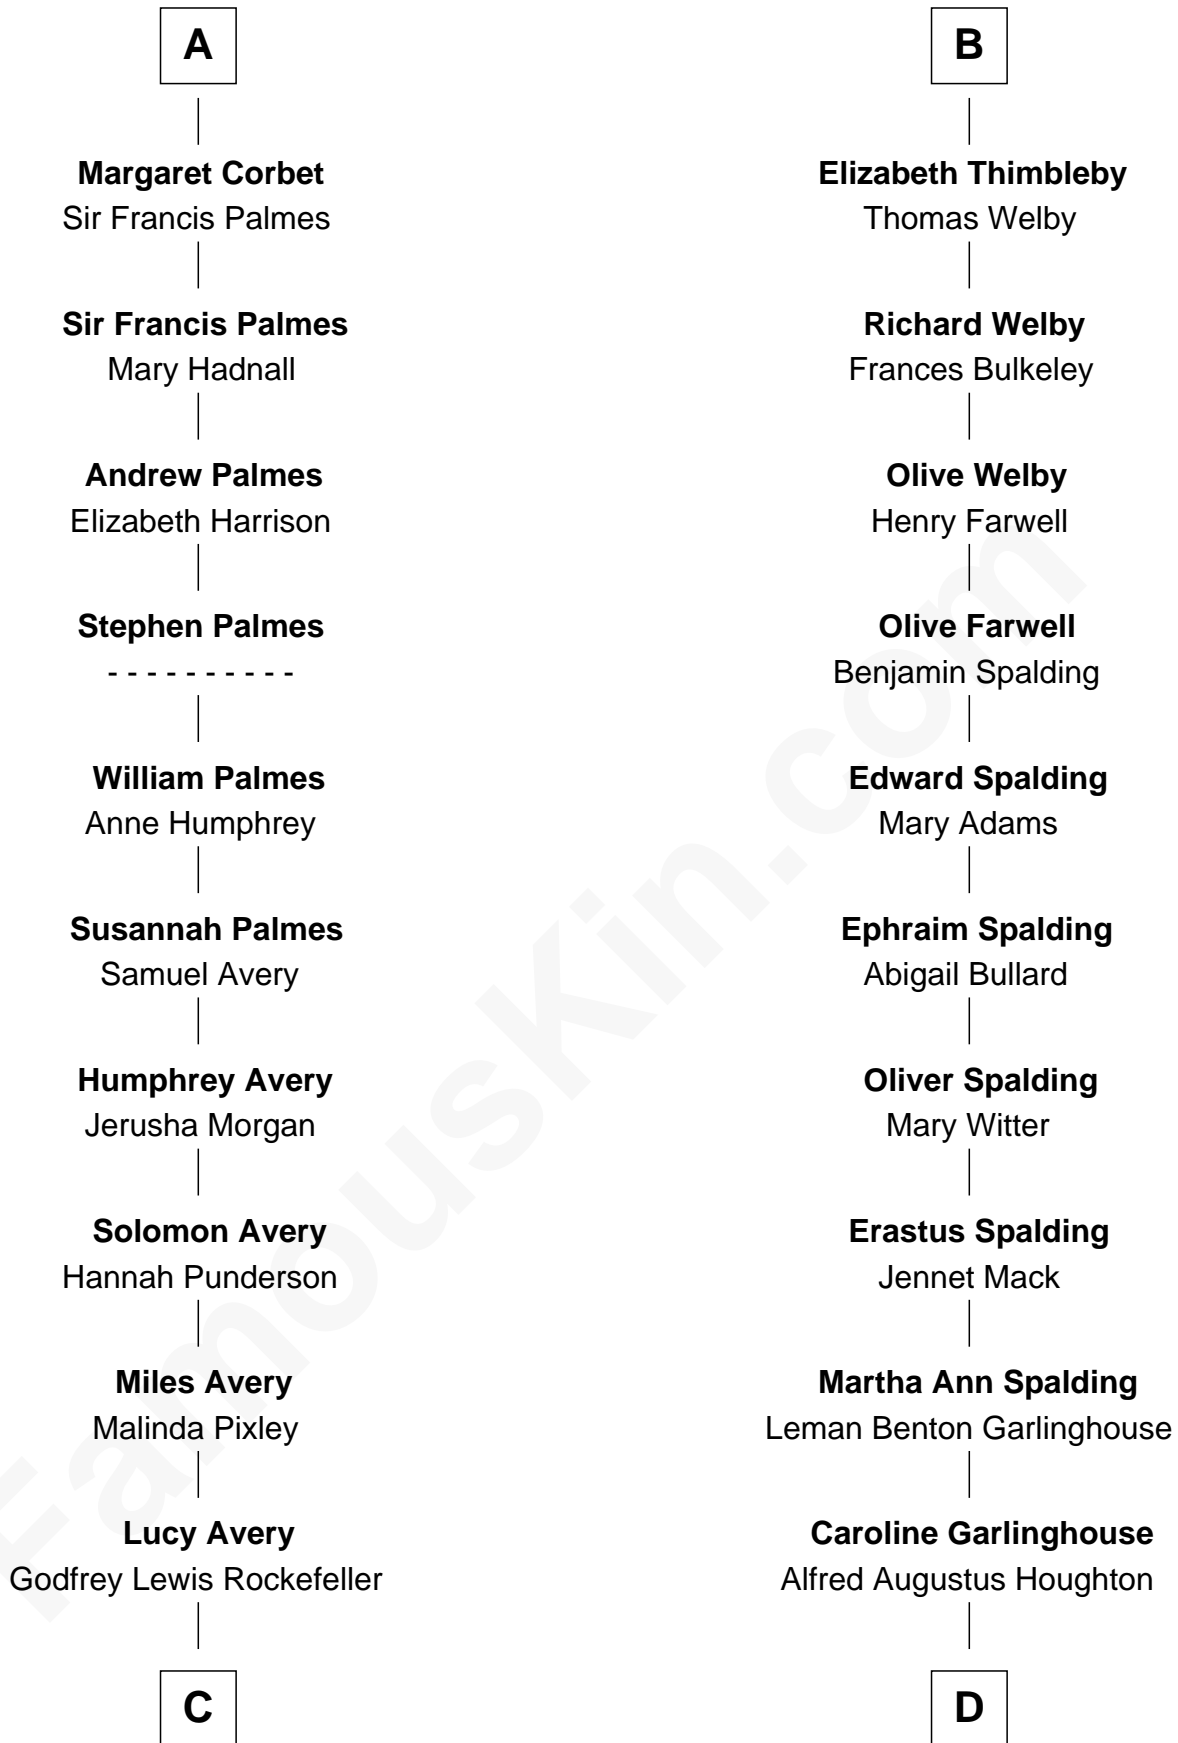 A
Margaret Corbet
Sir Francis Palmes
Sir Francis Palmes
Mary Hadnall
Andrew Palmes
Elizabeth Harrison
Stephen Palmes
- - - - - - - - - -
William Palmes
Anne Humphrey
Susannah Palmes
Samuel Avery
Humphrey Avery
Jerusha Morgan
Solomon Avery
Hannah Punderson
Miles Avery
Malinda Pixley
Lucy Avery
Godfrey Lewis Rockefeller
C
B
Elizabeth Thimbleby
Thomas Welby
Richard Welby
Frances Bulkeley
Olive Welby
Henry Farwell
Olive Farwell
Benjamin Spalding
Edward Spalding
Mary Adams
Ephraim Spalding
Abigail Bullard
Oliver Spalding
Mary Witter
Erastus Spalding
Jennet Mack
Martha Ann Spalding
Leman Benton Garlinghouse
Caroline Garlinghouse
Alfred Augustus Houghton
D
FamousKin.com